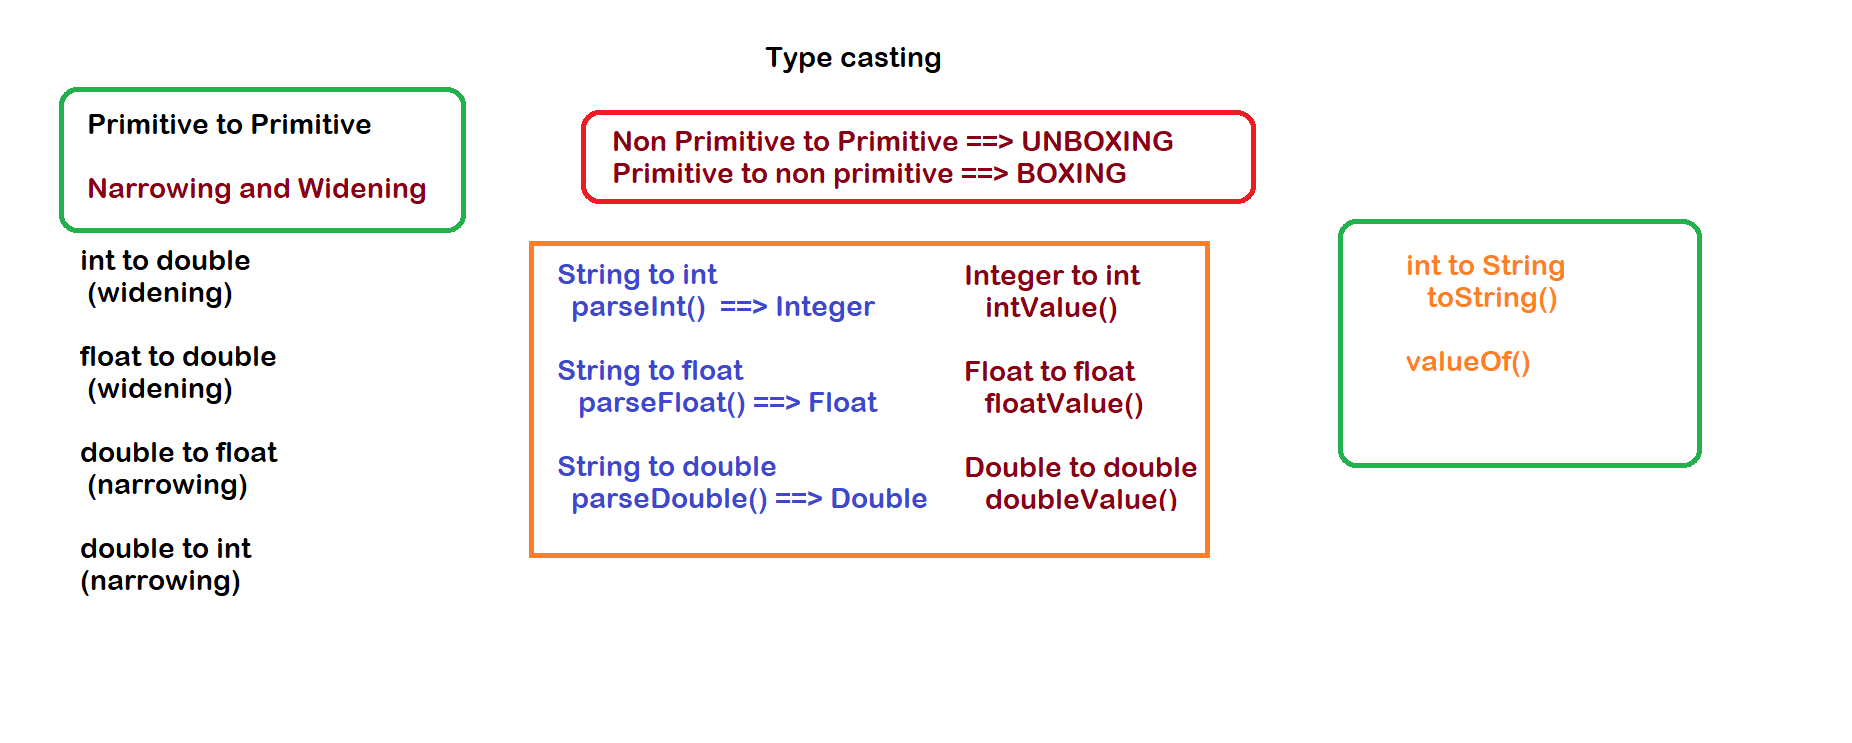 Type casting
Primitive to Primitive
Narrowing and Widening
int to double
(widening)
float to double
(widening)
double to float
(narrowing)
double to int
(narrowing)
Non Primitive to Primitive ==> UNBOXING
Primitive to non primitive ==> BOXING
String to int
parseInt() ==> Integer
String to float
parseFloat() ==> Float
String to double
parseDouble() ==> Double
Integer to int
intValue()
Float to float
floatValue()
Double to double
doubleValue()
int to String
toString()
valueOf()